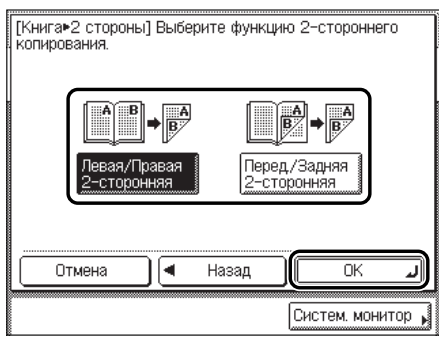 [Книга▶2 стороны] Выберите функцию 2-стороннего
копирования.
A B A B
A B A B
Левая/Правая
2-сторонняя
Перед./Задняя
2-сторонняя
Отмена
◀ Назад
OK
Систем. монитор